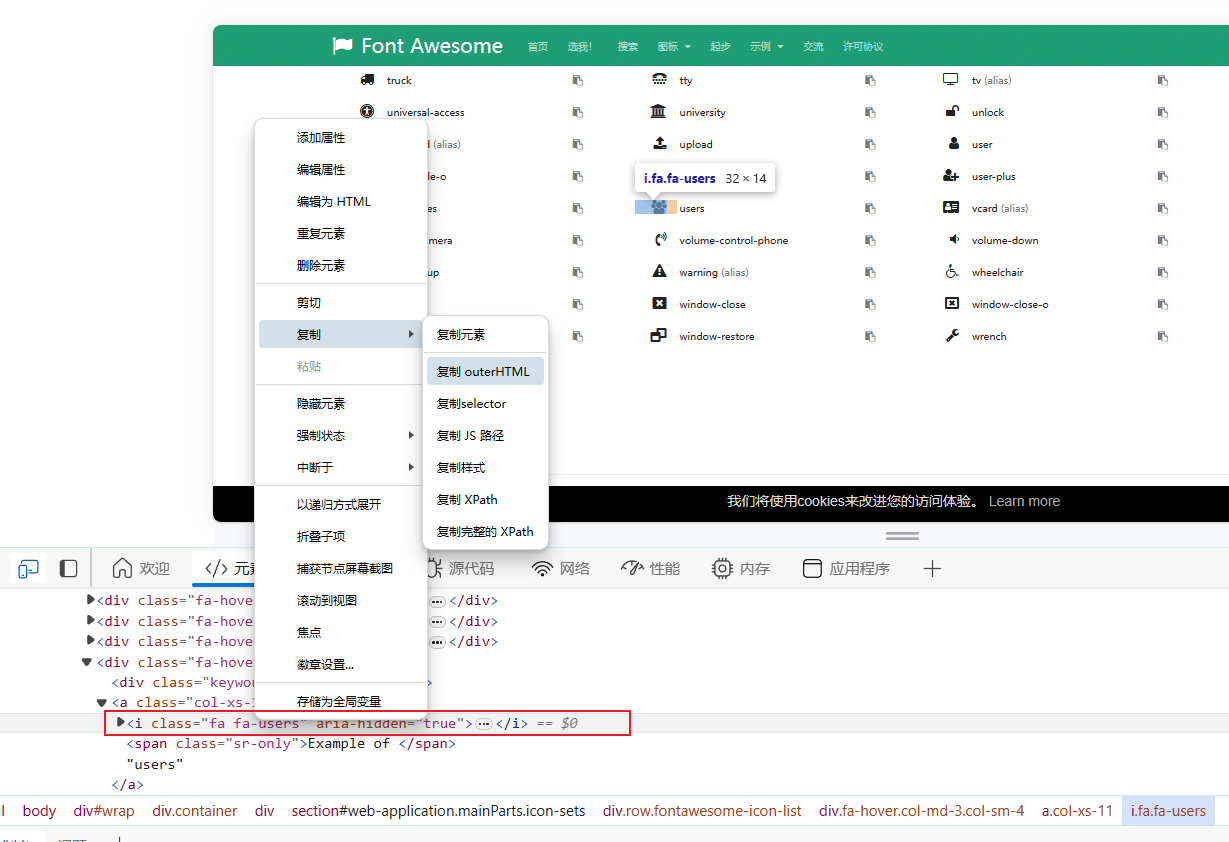 Font Awesome 首页 选我! 搜索 图标 起步 示例 交流 许可协议
truck tty tv (alias)
universal-access university unlock
(alias) upload user
le-o user-plus
i.fa.fa-users 32 × 14
es users vcard (alias)
mera volume-control-phone volume-down
up warning (alias) wheelchair
window-close window-close-o
window-restore wrench
添加属性
编辑属性
编辑为 HTML
重复元素
删除元素
剪切
复制
粘贴
隐藏元素
强制状态
中断于
以递归方式展开
折叠子项
捕获节点屏幕截图
滚动到视图
焦点
徽章设置...
存储为全局变量
复制元素
复制 outerHTML
复制selector
复制 JS 路径
复制样式
复制 XPath
复制完整的 XPath
我们将使用cookies来改进您的访问体验。 Learn more
欢迎 </> 元 源代码 网络 性能 内存 应用程序
<div class="fa-hove ··· </div>
<div class="fa-hove ··· </div>
<div class="fa-hove ··· </div>
<div class="fa-hove
<div class="keywor >
<a class="col-xs-
<i class="fa fa-users" aria-hidden="true"> ··· </i> == $0
<span class="sr-only">Example of </span>
"users"
</a>
body div#wrap div.container div section#web-application.mainParts.icon-sets div.row.fontawesome-icon-list div.fa-hover.col-md-3.col-sm-4 a.col-xs-11 i.fa.fa-users